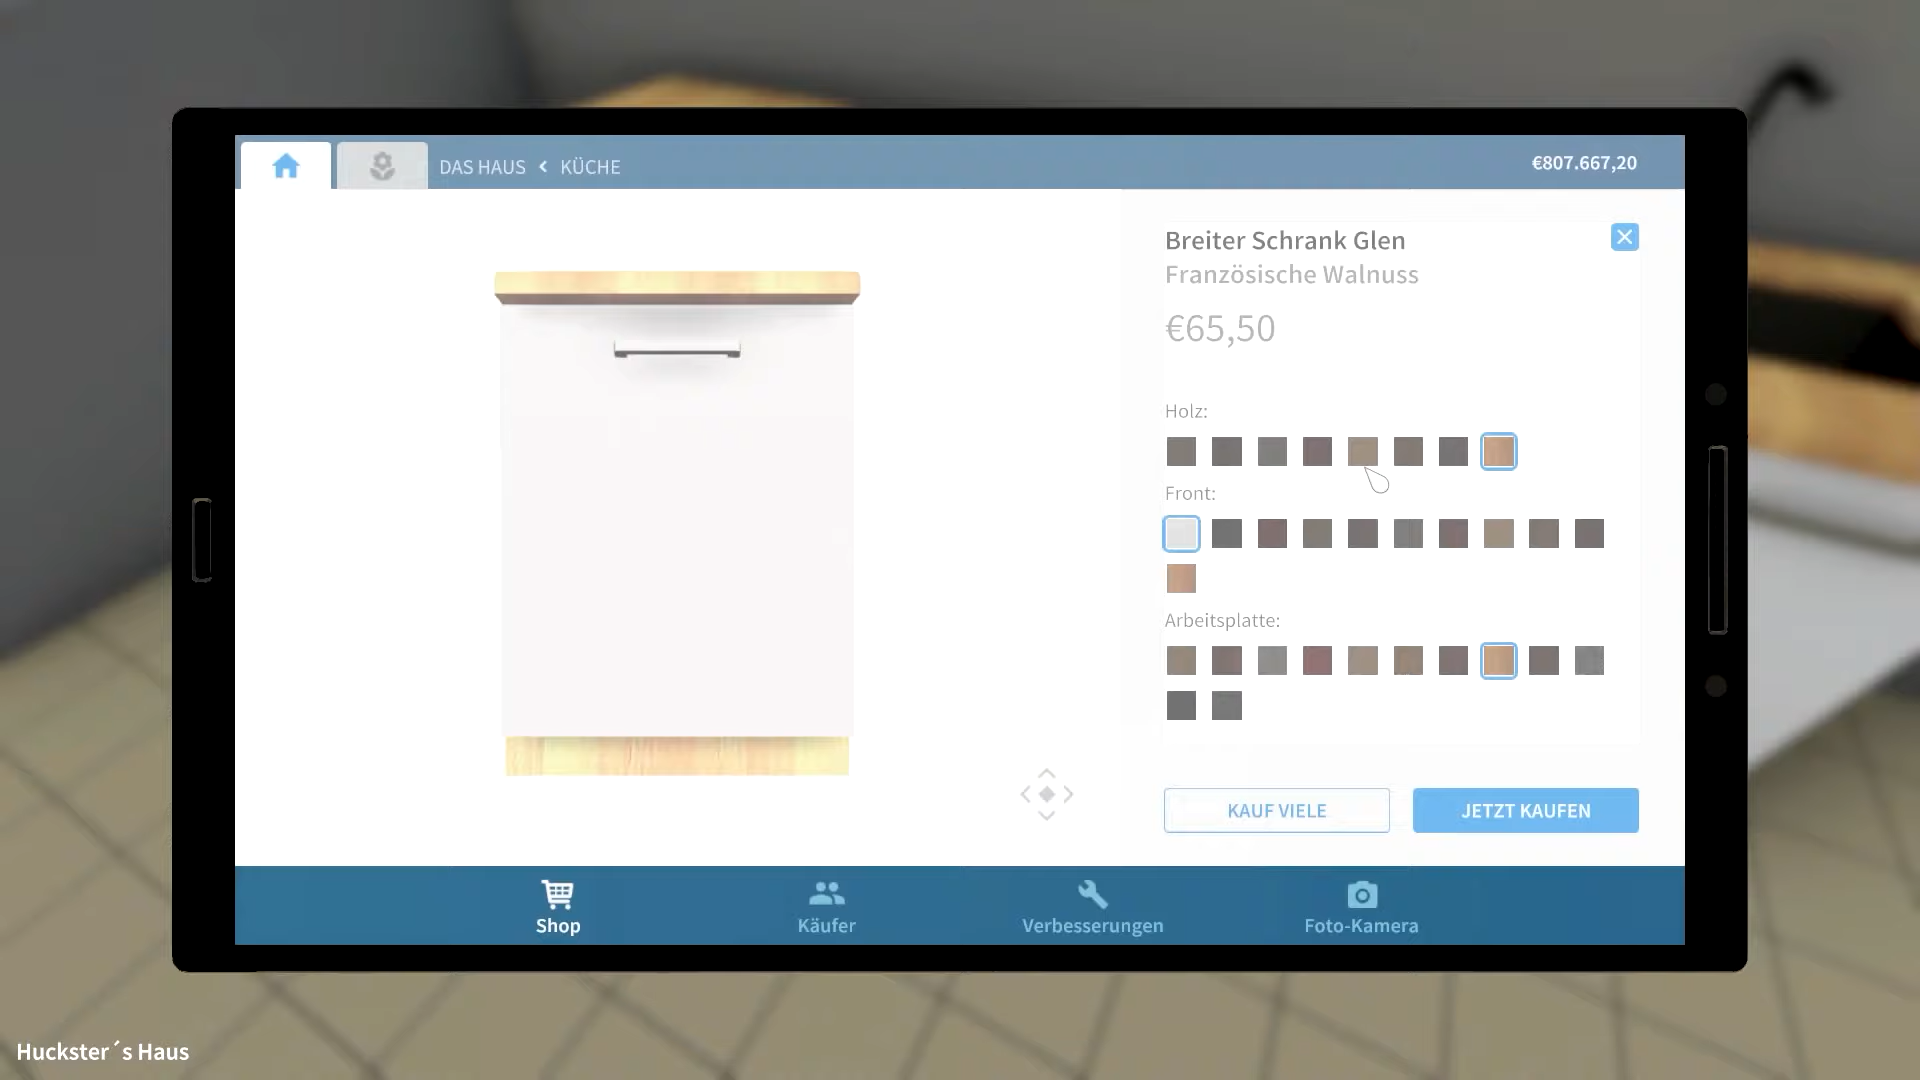 DAS HAUS < KÜCHE
€807.667,20
Breiter Schrank Glen
Französische Walnuss
€65,50
Holz:
Front:
Arbeitsplatte:
KAUF VIELE
JETZT KAUFEN
Shop
Käufer
Verbesserungen
Foto-Kamera
Huckster´s Haus